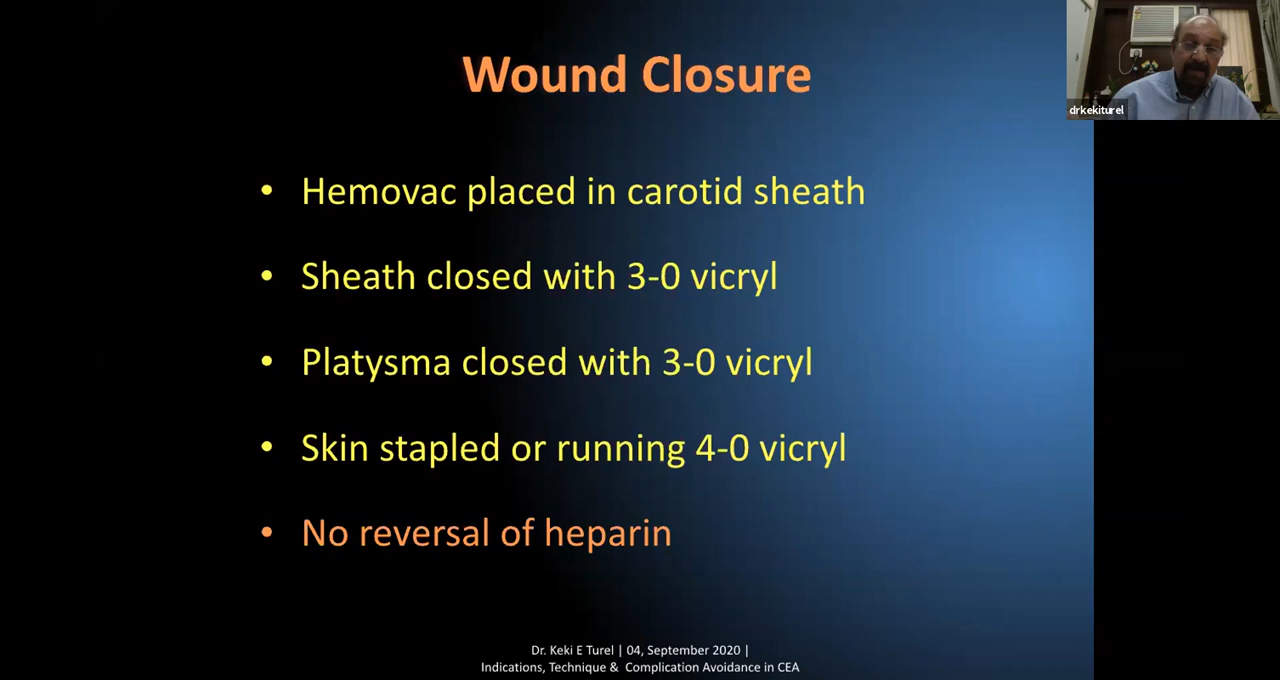 Wound Closure
drkekiturel
• Hemovac placed in carotid sheath
• Sheath closed with 3-0 vicryl
• Platysma closed with 3-0 vicryl
• Skin stapled or running 4-0 vicryl
• No reversal of heparin
Dr. Keki E Turel | 04, September 2020 |
Indications, Technique & Complication Avoidance in CEA